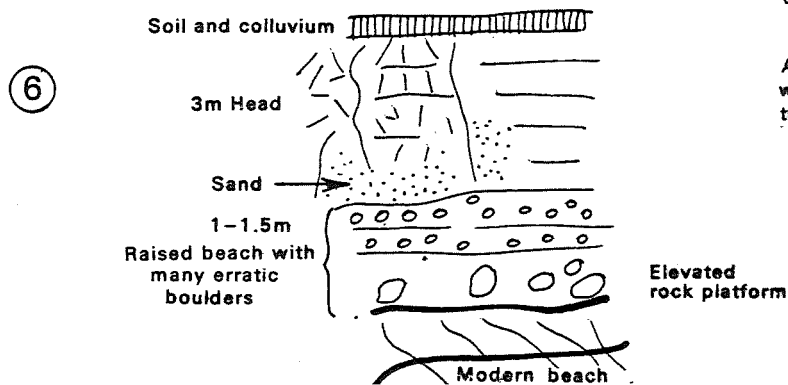 Soil and colluvium
6
3m Head
Sand
1–1.5m
Raised beach with
many erratic
boulders
Elevated
rock platform
Modern beach
A
w
t